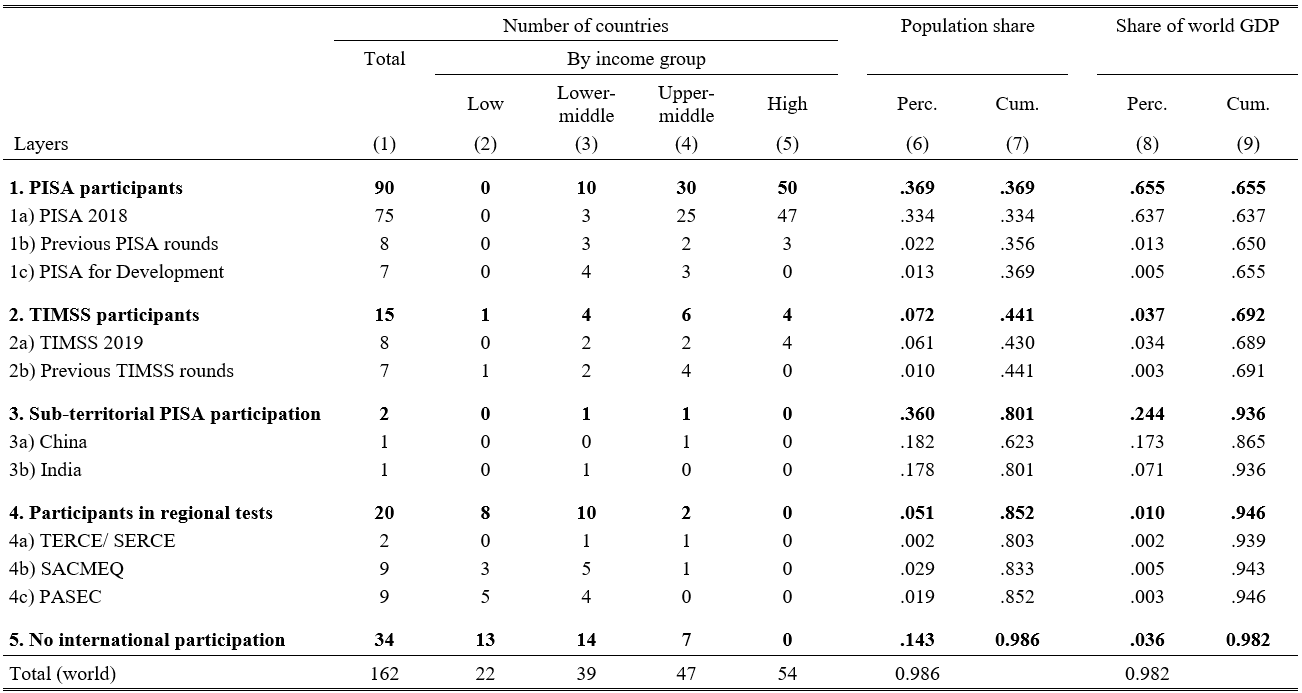 Number of countries Population share Share of world GDP
Total By income group
Low Lower-middle Upper-middle High Perc. Cum. Perc. Cum.
Layers (1) (2) (3) (4) (5) (6) (7) (8) (9)
1. PISA participants 90 0 10 30 50 .369 .369 .655 .655
1a) PISA 2018 75 0 3 25 47 .334 .334 .637 .637
1b) Previous PISA rounds 8 0 3 2 3 .022 .356 .013 .650
1c) PISA for Development 7 0 4 3 0 .013 .369 .005 .655
2. TIMSS participants 15 1 4 6 4 .072 .441 .037 .692
2a) TIMSS 2019 8 0 2 2 4 .061 .430 .034 .689
2b) Previous TIMSS rounds 7 1 2 4 0 .010 .441 .003 .691
3. Sub-territorial PISA participation 2 0 1 1 0 .360 .801 .244 .936
3a) China 1 0 0 1 0 .182 .623 .173 .865
3b) India 1 0 1 0 0 .178 .801 .071 .936
4. Participants in regional tests 20 8 10 2 0 .051 .852 .010 .946
4a) TERCE/ SERCE 2 0 1 1 0 .002 .803 .002 .939
4b) SACMEQ 9 3 5 1 0 .029 .833 .005 .943
4c) PASEC 9 5 4 0 0 .019 .852 .003 .946
5. No international participation 34 13 14 7 0 .143 0.986 .036 0.982
Total (world) 162 22 39 47 54 0.986 0.982